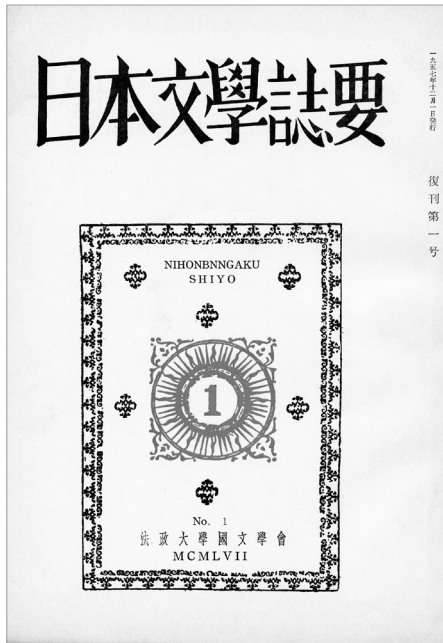 日本文學誌要
一九五七年十二月一日発行
復刊第一号
NIHONBNNGAKU
SHIYO
1
No. 1
法政大學國文學會
MCMLVII